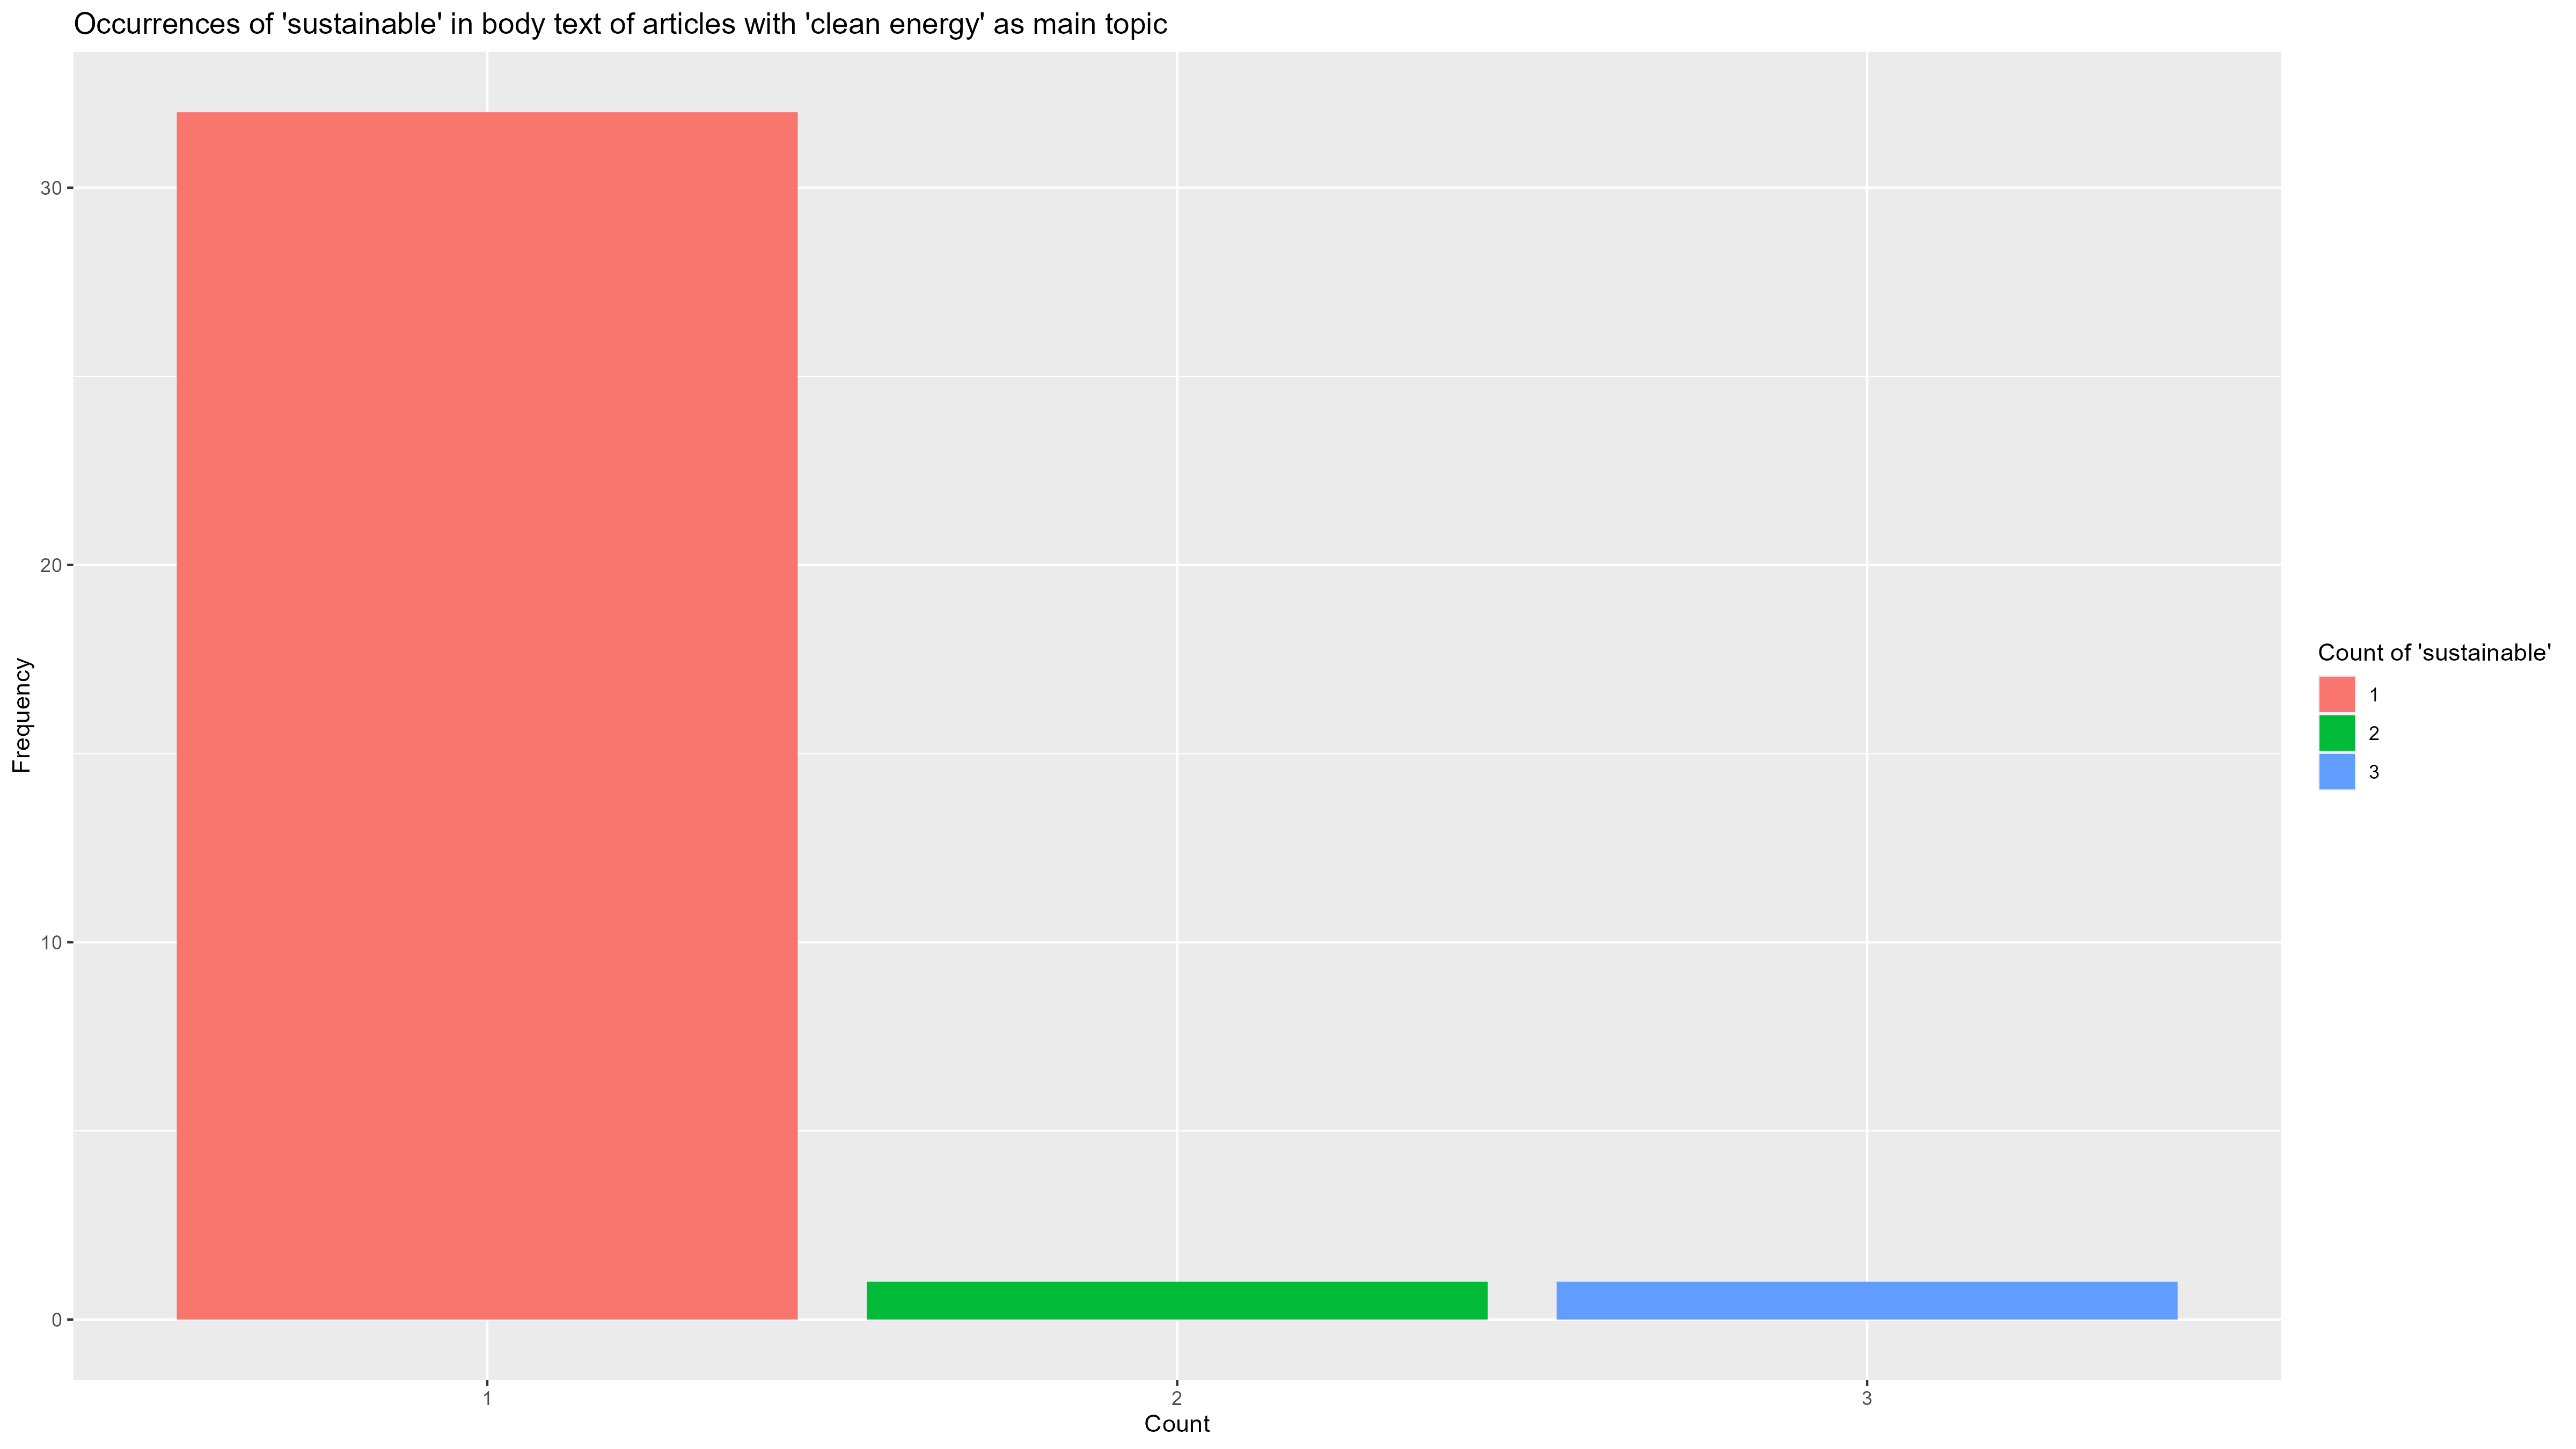 Occurrences of 'sustainable' in body text of articles with 'clean energy' as main topic
Frequency
30
20
10
0
1
2
3
Count
Count of 'sustainable'
1
2
3